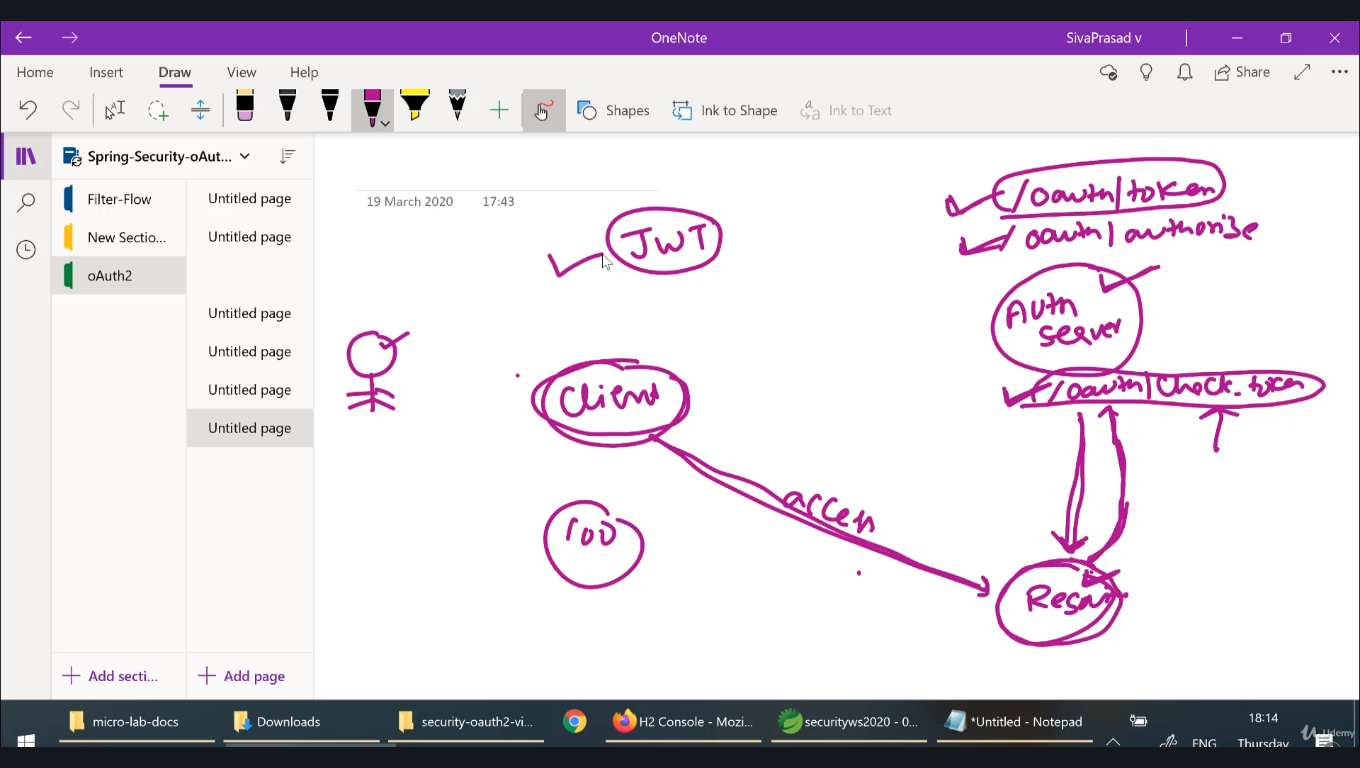 OneNote
SivaPrasad v
Home Insert Draw View Help
Share
Shapes
Ink to Shape
Ink to Text
Spring-Security-oAut...
Filter-Flow
New Sectio...
oAuth2
Untitled page
Untitled page
Untitled page
Untitled page
Untitled page
Untitled page
Add secti...
Add page
19 March 2020 17:43
JWT
/oauth/token
/oauth/authorise
Auth
server
/oauth/check_token
Client
access
100
micro-lab-docs
Downloads
security-oauth2-vi...
H2 Console - Mozi...
securityws2020 - 0...
*Untitled - Notepad
18:14
ENG
Thursday
Udemy